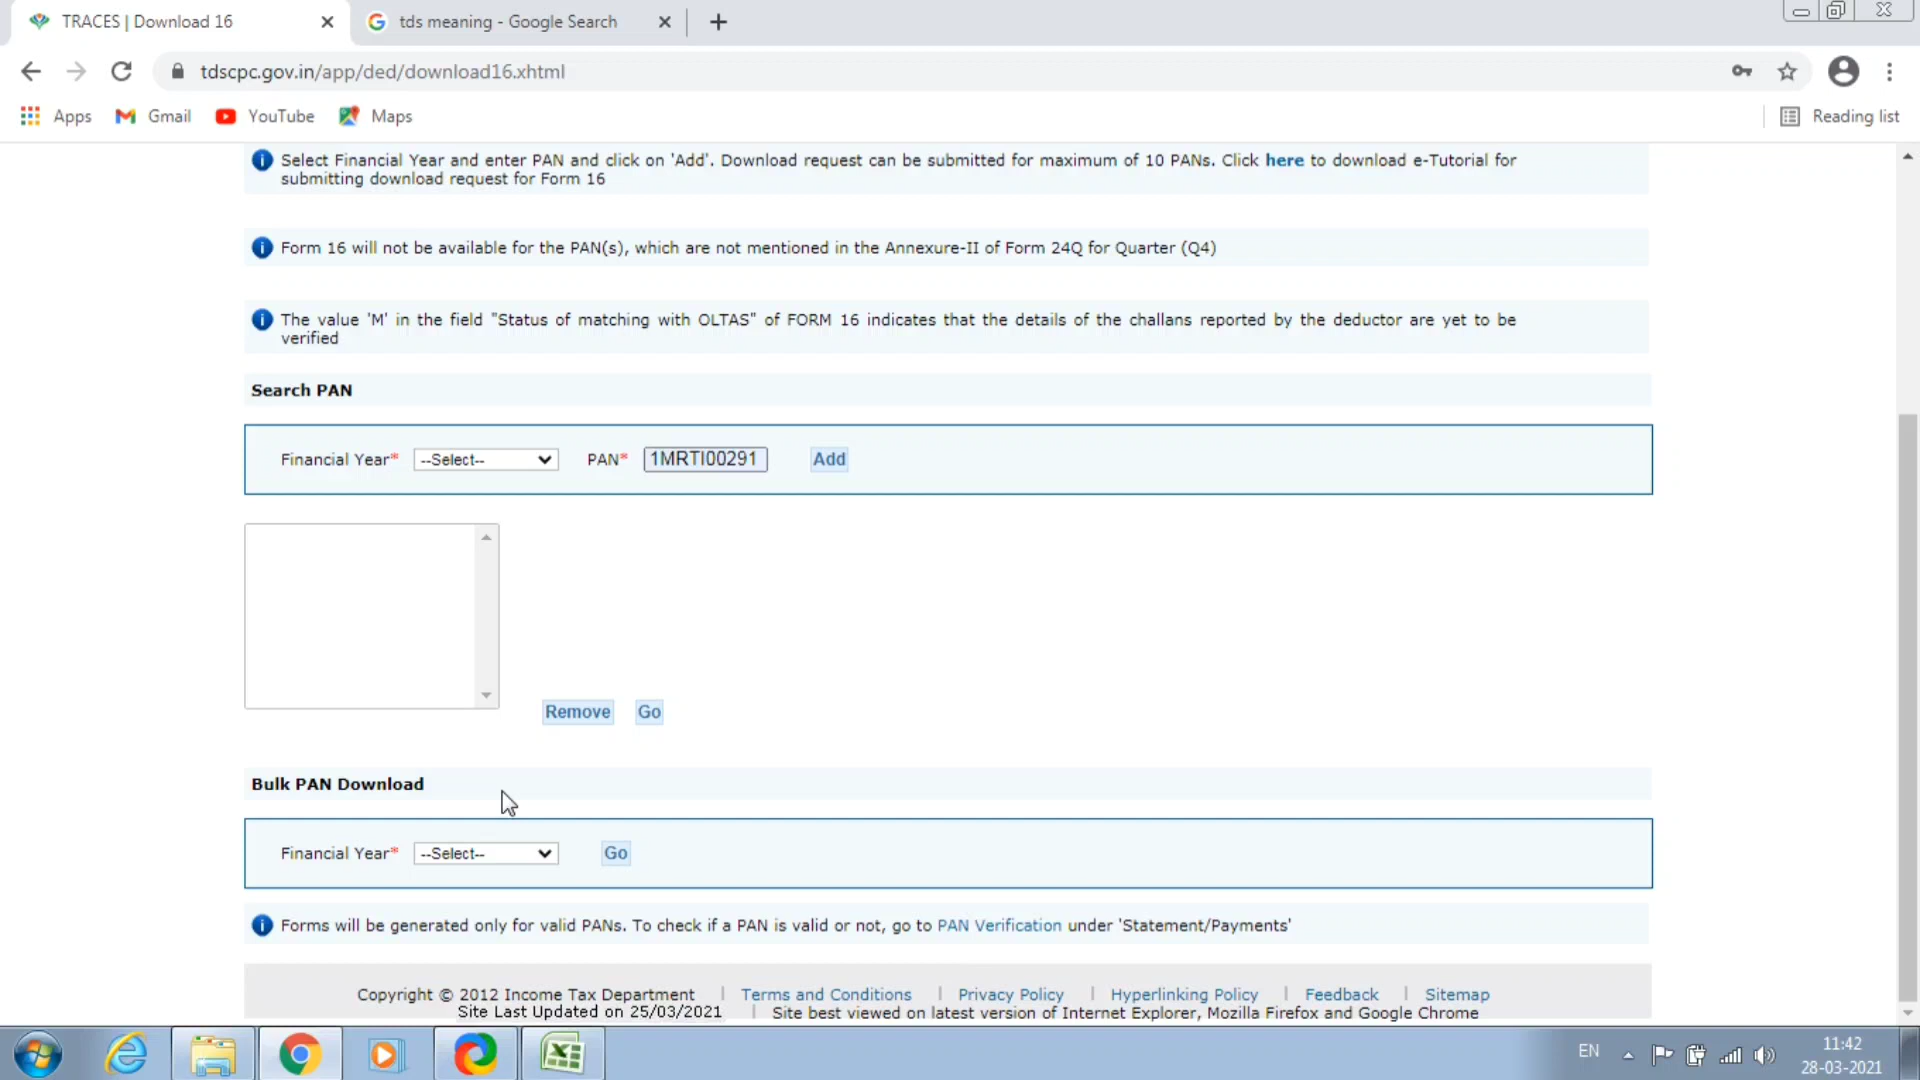 TRACES | Download 16
tds meaning - Google Search
tdscpc.gov.in/app/ded/download16.xhtml
Apps Gmail YouTube Maps Reading list
Select Financial Year and enter PAN and click on 'Add'. Download request can be submitted for maximum of 10 PANs. Click here to download e-Tutorial for
submitting download request for Form 16
Form 16 will not be available for the PAN(s), which are not mentioned in the Annexure-II of Form 24Q for Quarter (Q4)
The value 'M' in the field "Status of matching with OLTAS" of FORM 16 indicates that the details of the challans reported by the deductor are yet to be
verified
Search PAN
Financial Year* --Select-- PAN* 1MRTI00291 Add
Remove Go
Bulk PAN Download
Financial Year* --Select-- Go
Forms will be generated only for valid PANs. To check if a PAN is valid or not, go to PAN Verification under 'Statement/Payments'
Copyright © 2012 Income Tax Department | Terms and Conditions | Privacy Policy | Hyperlinking Policy | Feedback | Sitemap
Site Last Updated on 25/03/2021 | Site best viewed on latest version of Internet Explorer, Mozilla Firefox and Google Chrome
EN
11:42
28-03-2021